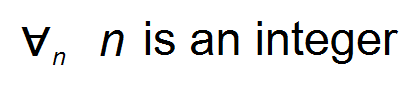 ∀n n is an integer